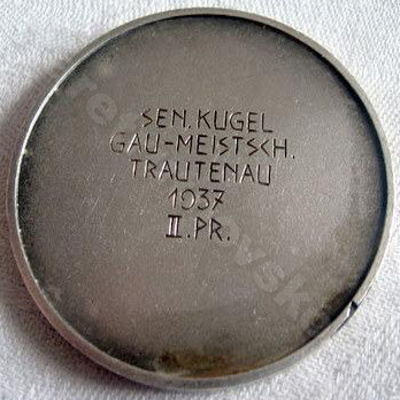 SEN. KUGEL
GAU-MEISTSCH.
TRAUTENAU
1937
II. PR.